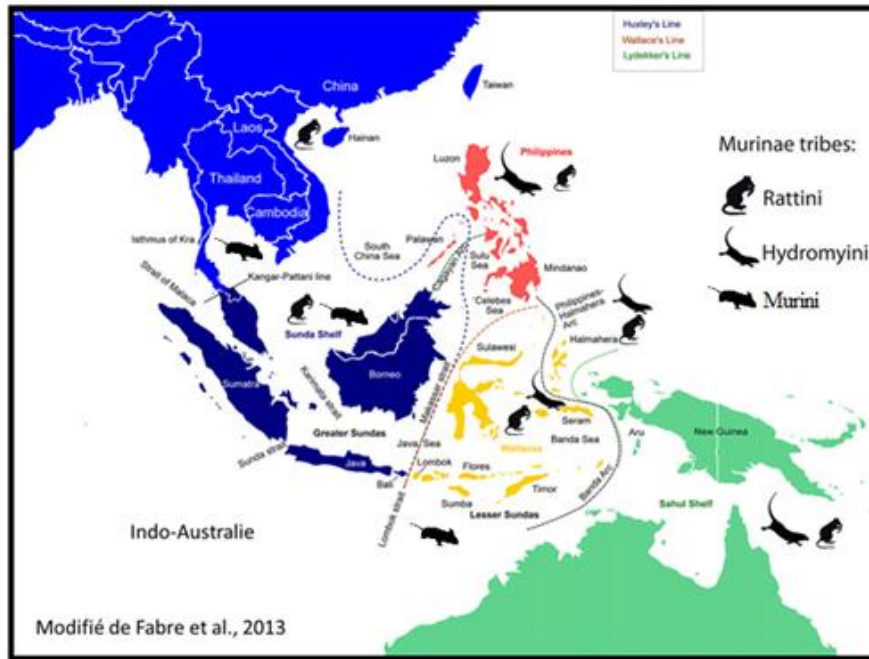 Huxley's Line
Wallace's Line
Lydekker's Line
China
Taiwan
Laos
Hainan
Luzon
Philippines
Murinae tribes:
Thailand
Rattini
Cambodia
Isthmus of Kra
South
China Sea
Palawan
Sulu
Sea
Hydromyini
Strait of Malaca
Kangar-Pattani line
Cagayan Arc
Mindanao
Murini
Celebes
Sea
Philippines-
Halmahera
Arc
Sunda Shelf
Halmahera
Sulawesi
Borneo
Makassar strait
Sumatra
Karimata strait
Seram
New Guinea
Aru
Greater Sundas
Java Sea
Wallacea
Banda Sea
Sunda strait
Java
Lombok
Flores
Bali
Timor
Banda Arc
Sumba
Lombok strait
Lesser Sundas
Sahul Shelf
Indo-Australie
Modifié de Fabre et al., 2013